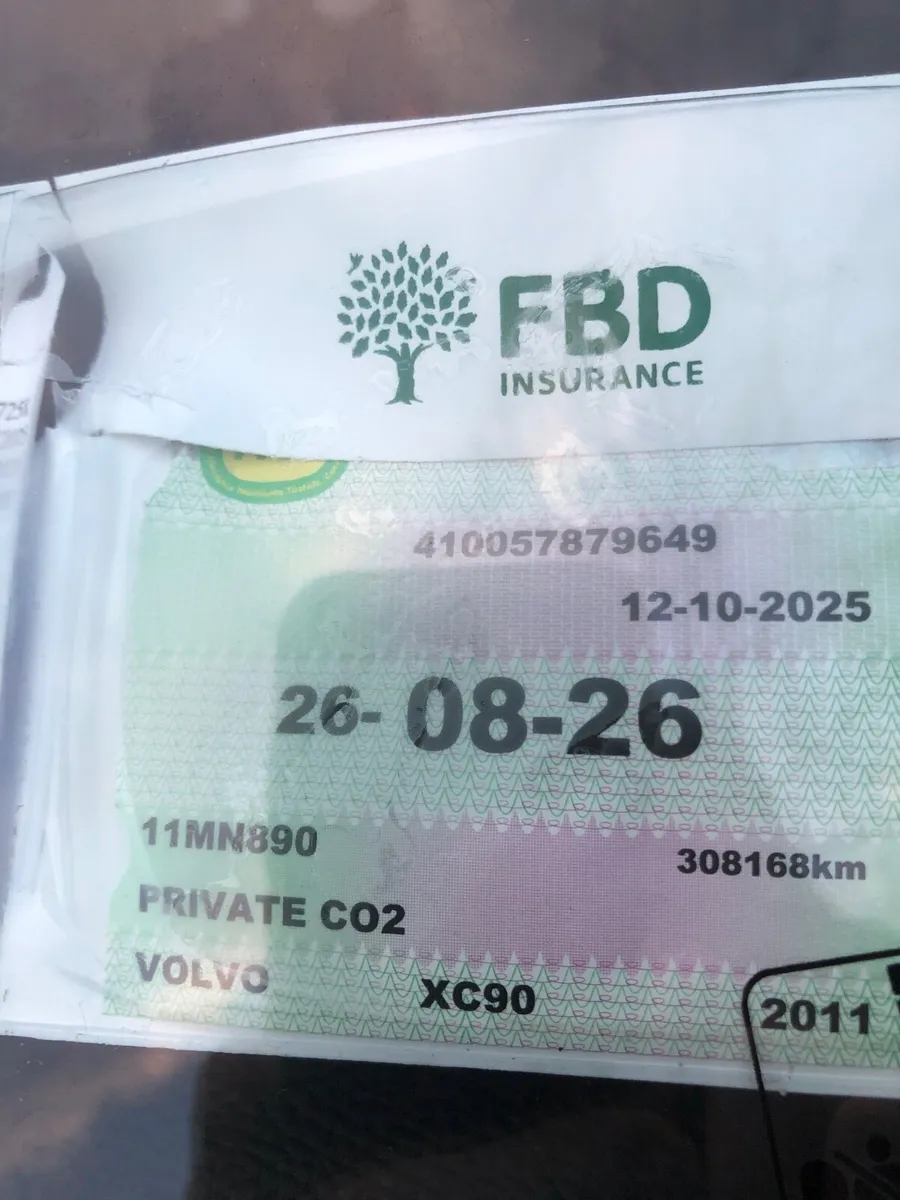 FBD
INSURANCE
410057879649
12-10-2025
26-08-26
11MN890
308168km
PRIVATE CO2
VOLVO XC90
2011